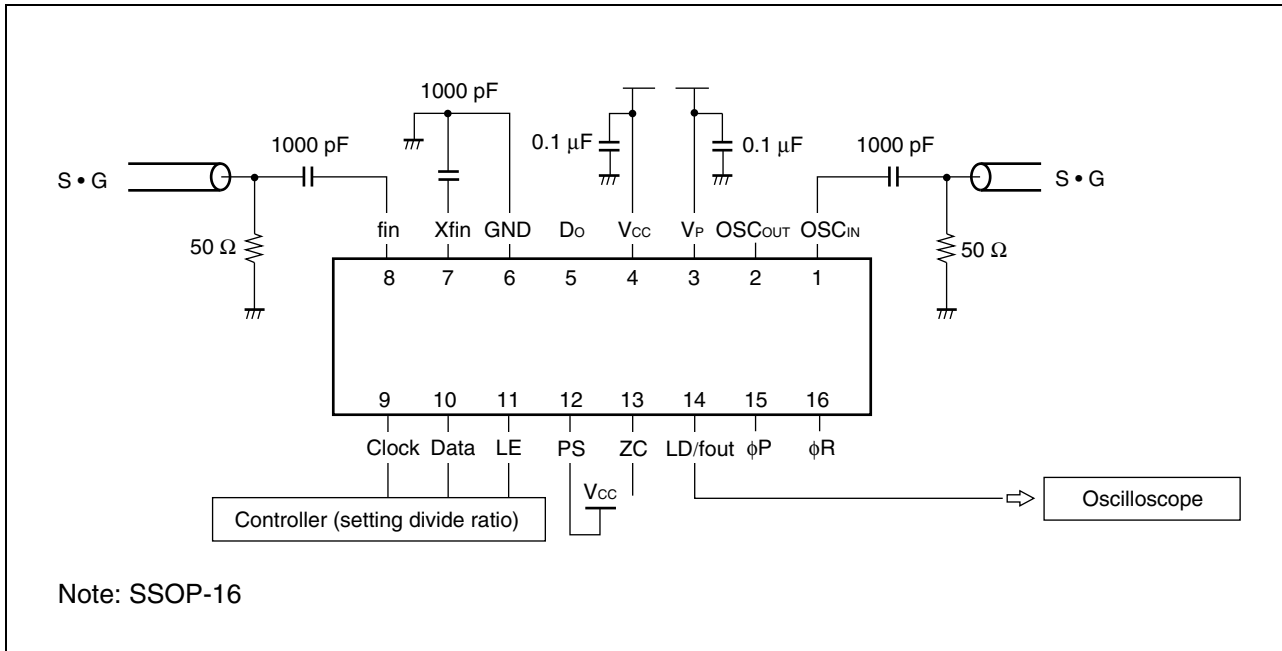 1000 pF
1000 pF
0.1 μF
0.1 μF
1000 pF
S • G
S • G
50 Ω
50 Ω
fin Xfin GND DO VCC VP OSCOUT OSCIN
8 7 6 5 4 3 2 1
9 10 11 12 13 14 15 16
Clock Data LE PS ZC LD/fout φP φR
VCC
Controller (setting divide ratio)
Oscilloscope
Note: SSOP-16